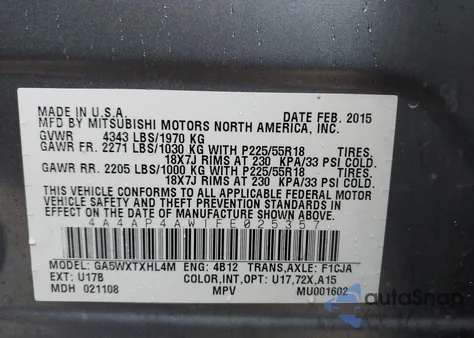 MADE IN U.S.A. DATE FEB. 2015
MFD BY MITSUBISHI MOTORS NORTH AMERICA, INC.
GVWR 4343 LBS/1970 KG
GAWR FR. 2271 LBS/1030 KG WITH P225/55R18 TIRES.
18X7J RIMS AT 230 KPA/33 PSI COLD.
GAWR RR. 2205 LBS/1000 KG WITH P225/55R18 TIRES.
18X7J RIMS AT 230 KPA/33 PSI COLD.
THIS VEHICLE CONFORMS TO ALL APPLICABLE FEDERAL MOTOR
VEHICLE SAFETY AND THEFT PREVENTION STANDARDS IN
EFFECT ON THE DATE OF MANUFACTURE SHOWN ABOVE.
4A4AP4AW1FE025357
MODEL: GA5WXTXHL4M ENG: 4B12 TRANS,AXLE: F1CJA
EXT: U17B COLOR,INT,OPT: U17,72X,A15
MDH 021108 MPV MU001602
autoSnap